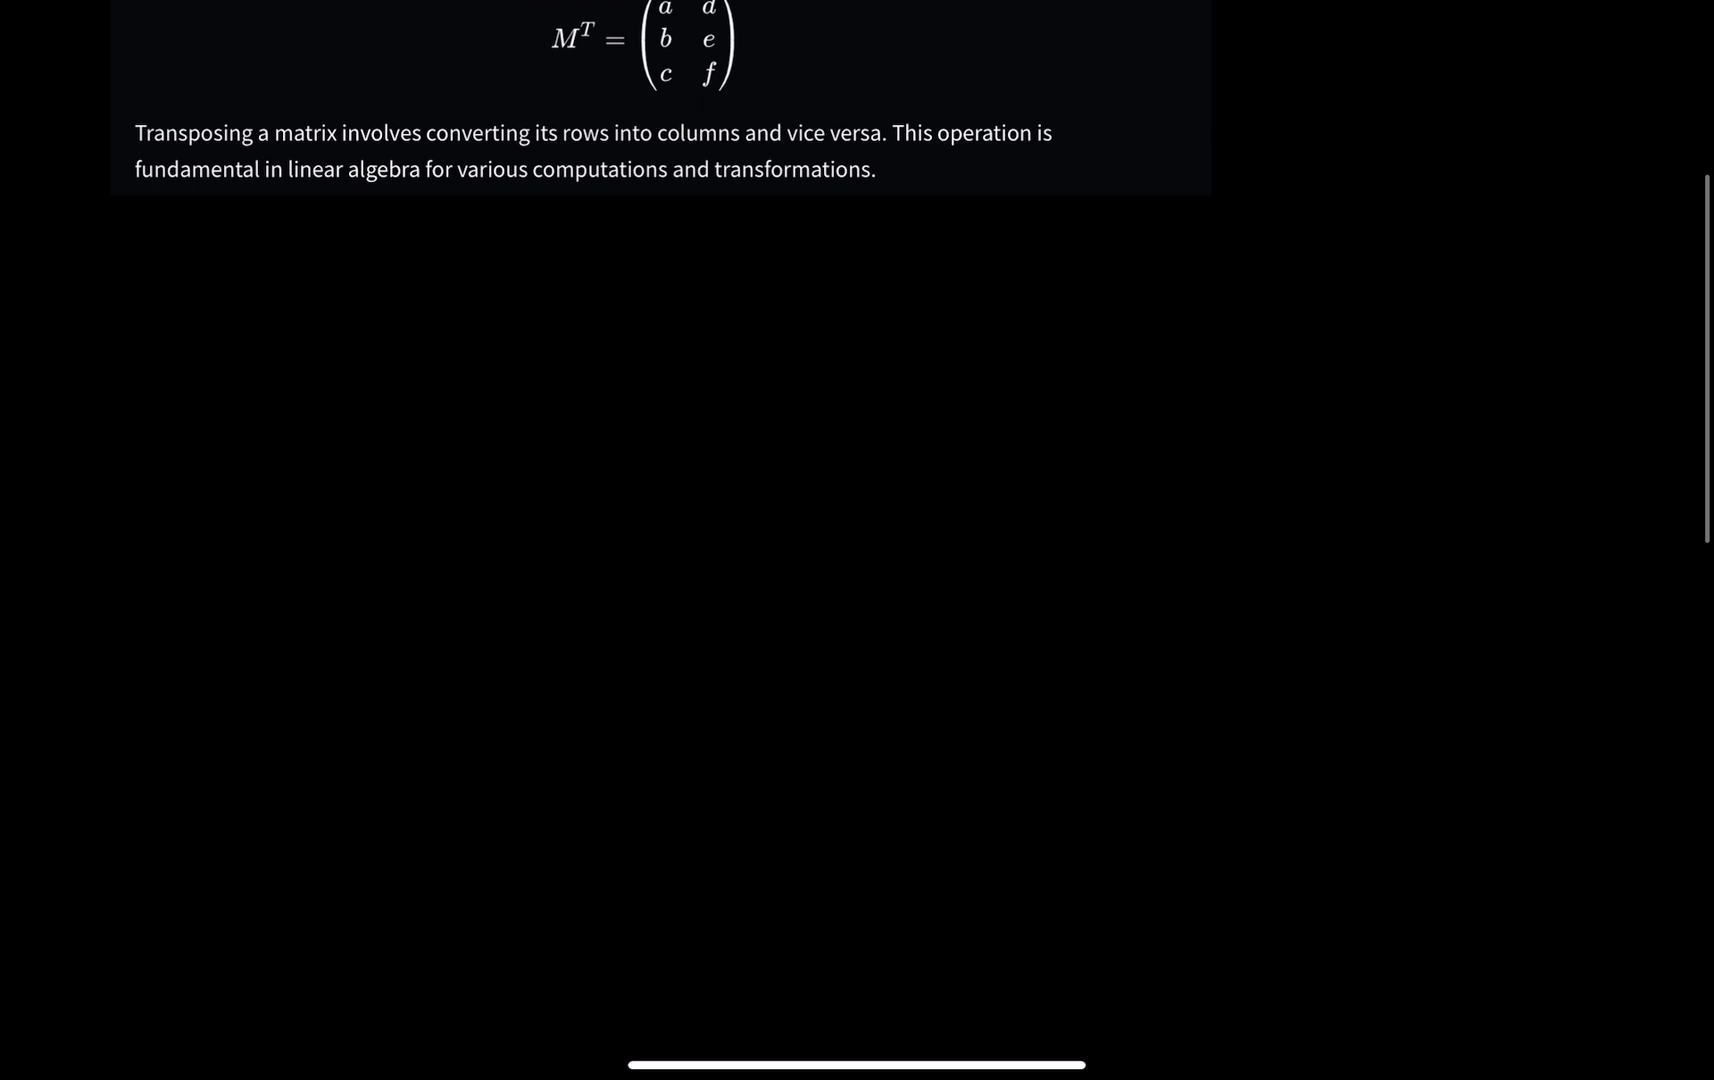 a d
M^T = b e
c f
Transposing a matrix involves converting its rows into columns and vice versa. This operation is
fundamental in linear algebra for various computations and transformations.